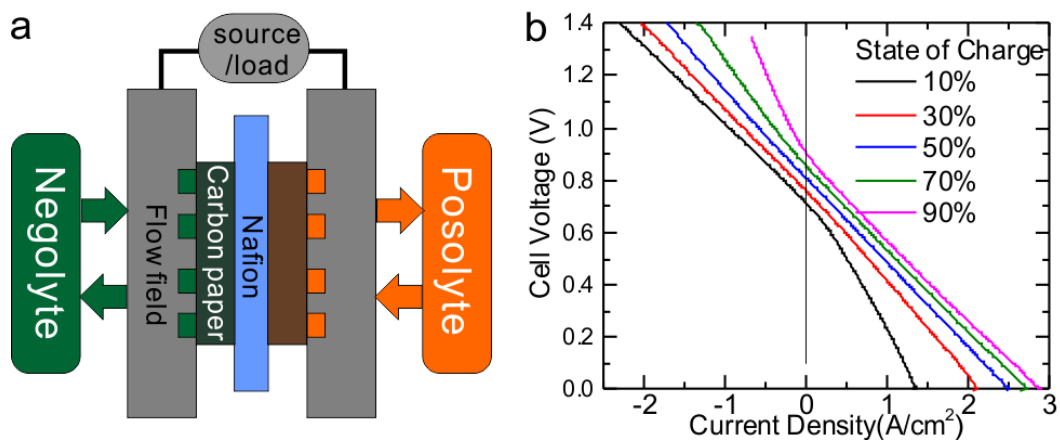 a
source
/load
Negolyte
Flow field
Carbon paper
Nafion
Posolyte
b
Cell Voltage (V)
1.4
1.2
1.0
0.8
0.6
0.4
0.2
0.0
State of Charge
10%
30%
50%
70%
90%
-2 -1 0 1 2 3
Current Density(A/cm²)